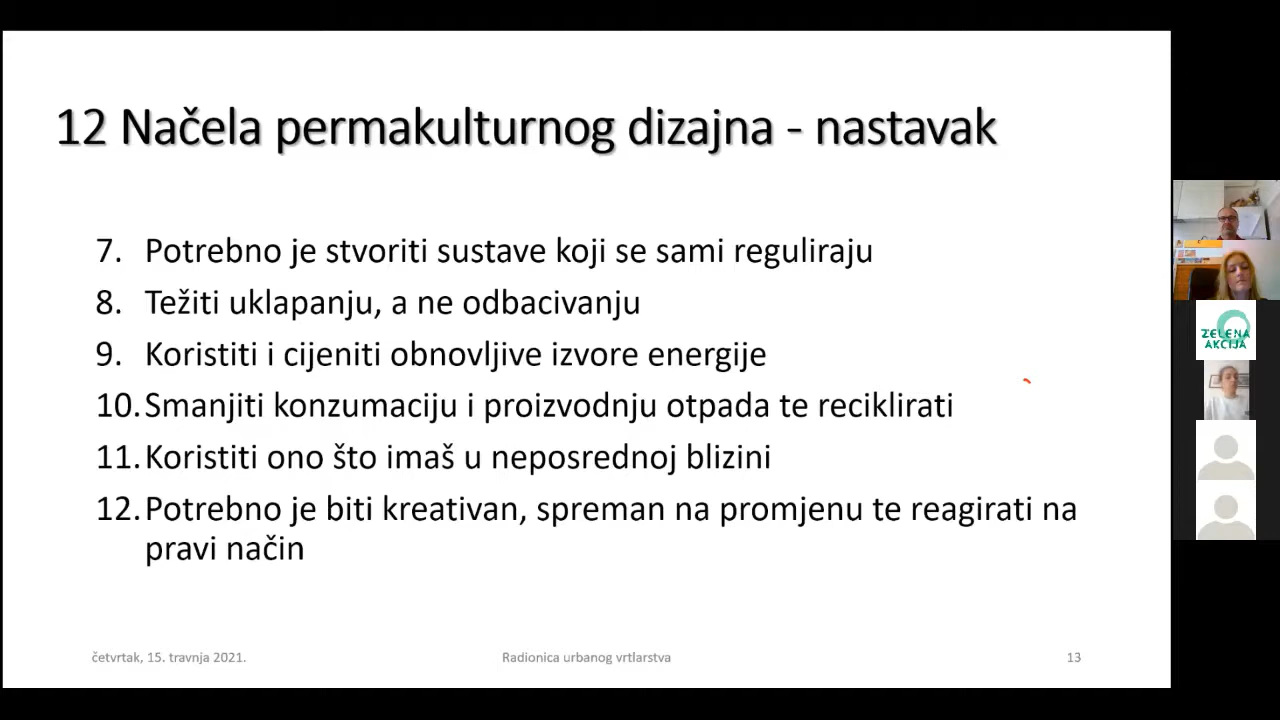 12 Načela permakulturnog dizajna - nastavak
7. Potrebno je stvoriti sustave koji se sami reguliraju
8. Težiti uklapanju, a ne odbacivanju
9. Koristiti i cijeniti obnovljive izvore energije
10. Smanjiti konzumaciju i proizvodnju otpada te reciklirati
11. Koristiti ono što imaš u neposrednoj blizini
12. Potrebno je biti kreativan, spreman na promjenu te reagirati na
pravi način
četvrtak, 15. travnja 2021.
Radionica urbanog vrtlarstva
13
ZELENA
AKCIJA